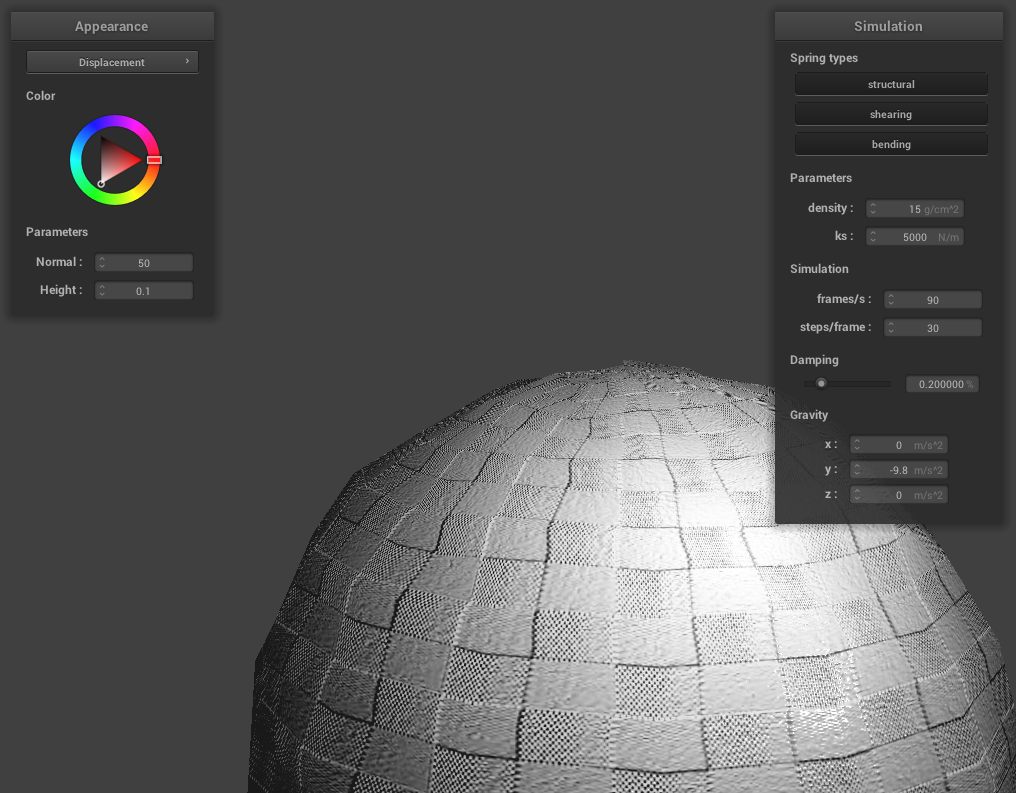 Appearance
Displacement ›
Color
Parameters
Normal : 50
Height : 0.1
Simulation
Spring types
structural
shearing
bending
Parameters
density : 15 g/cm^2
ks : 5000 N/m
Simulation
frames/s : 90
steps/frame : 30
Damping
0.200000 %
Gravity
x : 0 m/s^2
y : -9.8 m/s^2
z : 0 m/s^2